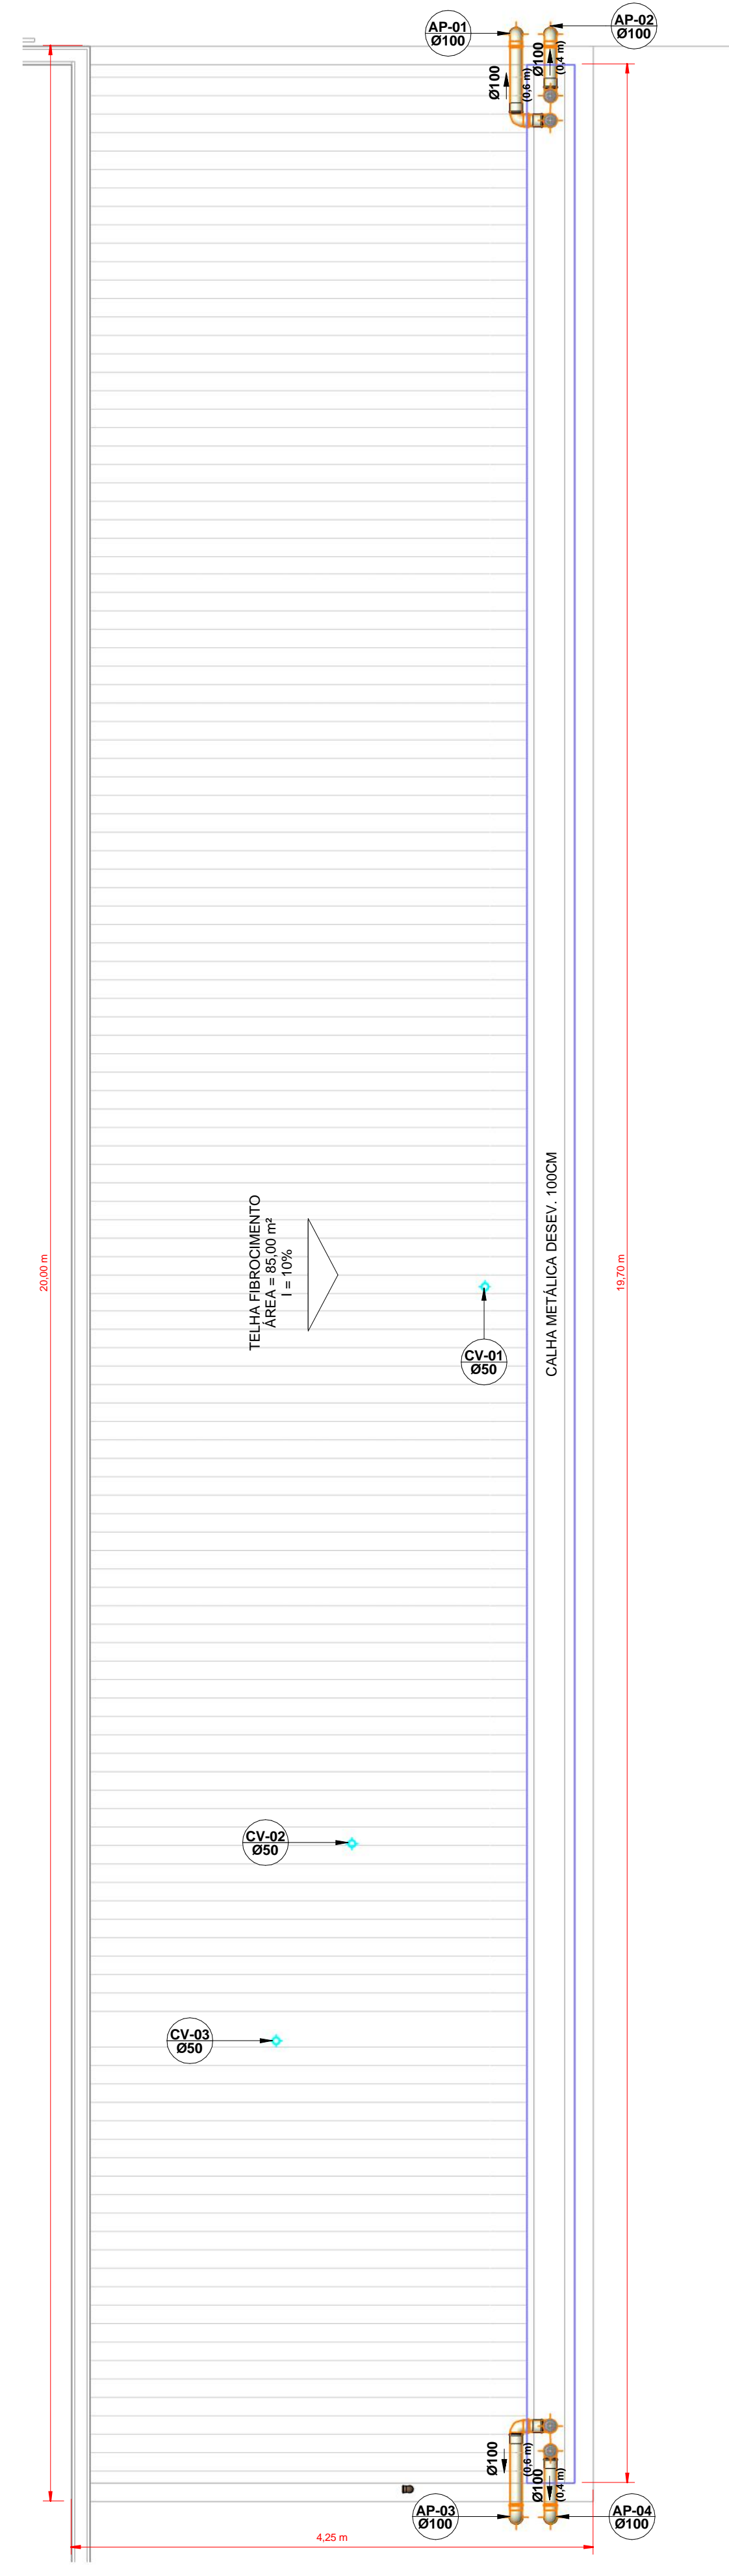 AP-01
Ø100
AP-02
Ø100
Ø100
(0,6 m)
Ø100
(0,4 m)
20,00 m
TELHA FIBROCIMENTO
ÁREA = 85,00 m²
I = 10%
CALHA METÁLICA DESEV. 100CM
19,70 m
CV-01
Ø50
CV-02
Ø50
CV-03
Ø50
Ø100
(0,6 m)
Ø100
(0,4 m)
AP-03
Ø100
AP-04
Ø100
4,25 m